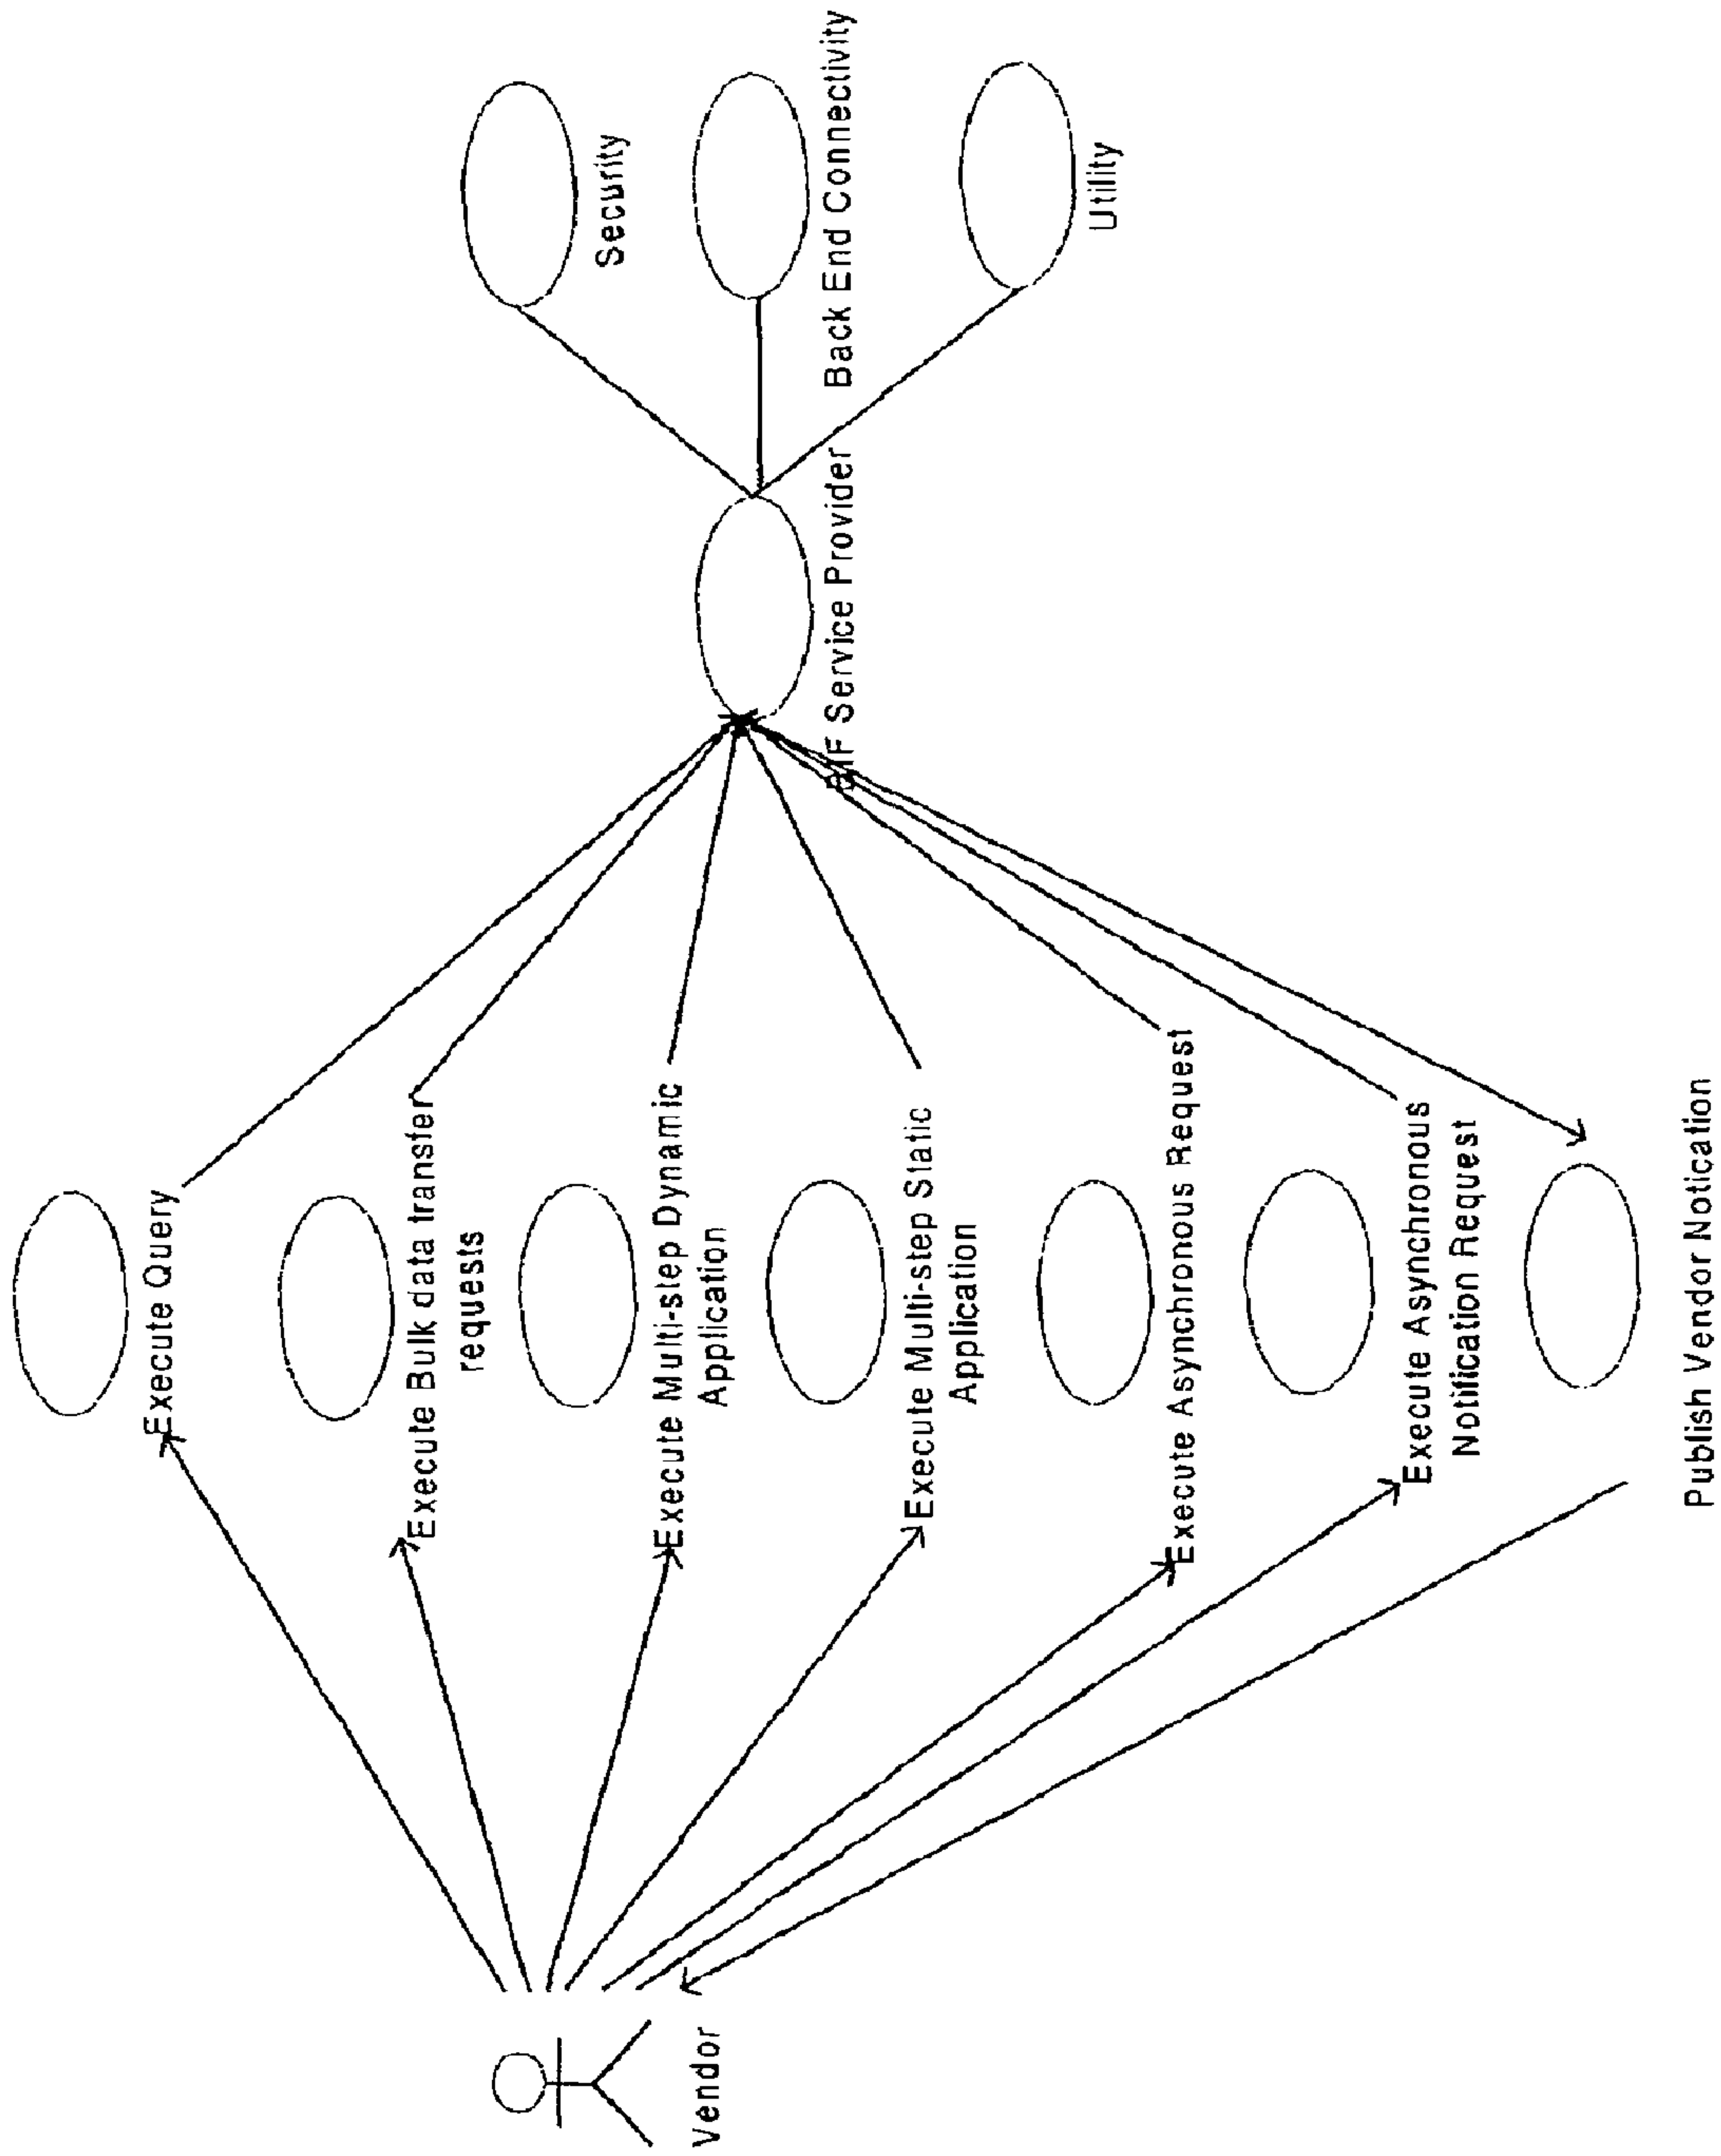 Vendor
Execute Query
Execute Bulk data transfer
requests
Execute Multi-step Dynamic
Application
Execute Multi-step Static
Application
Execute Asynchronous Request
Execute Asynchronous
Notification Request
Publish Vendor Notication
Service Provider
Security
Back End Connectivity
Utility